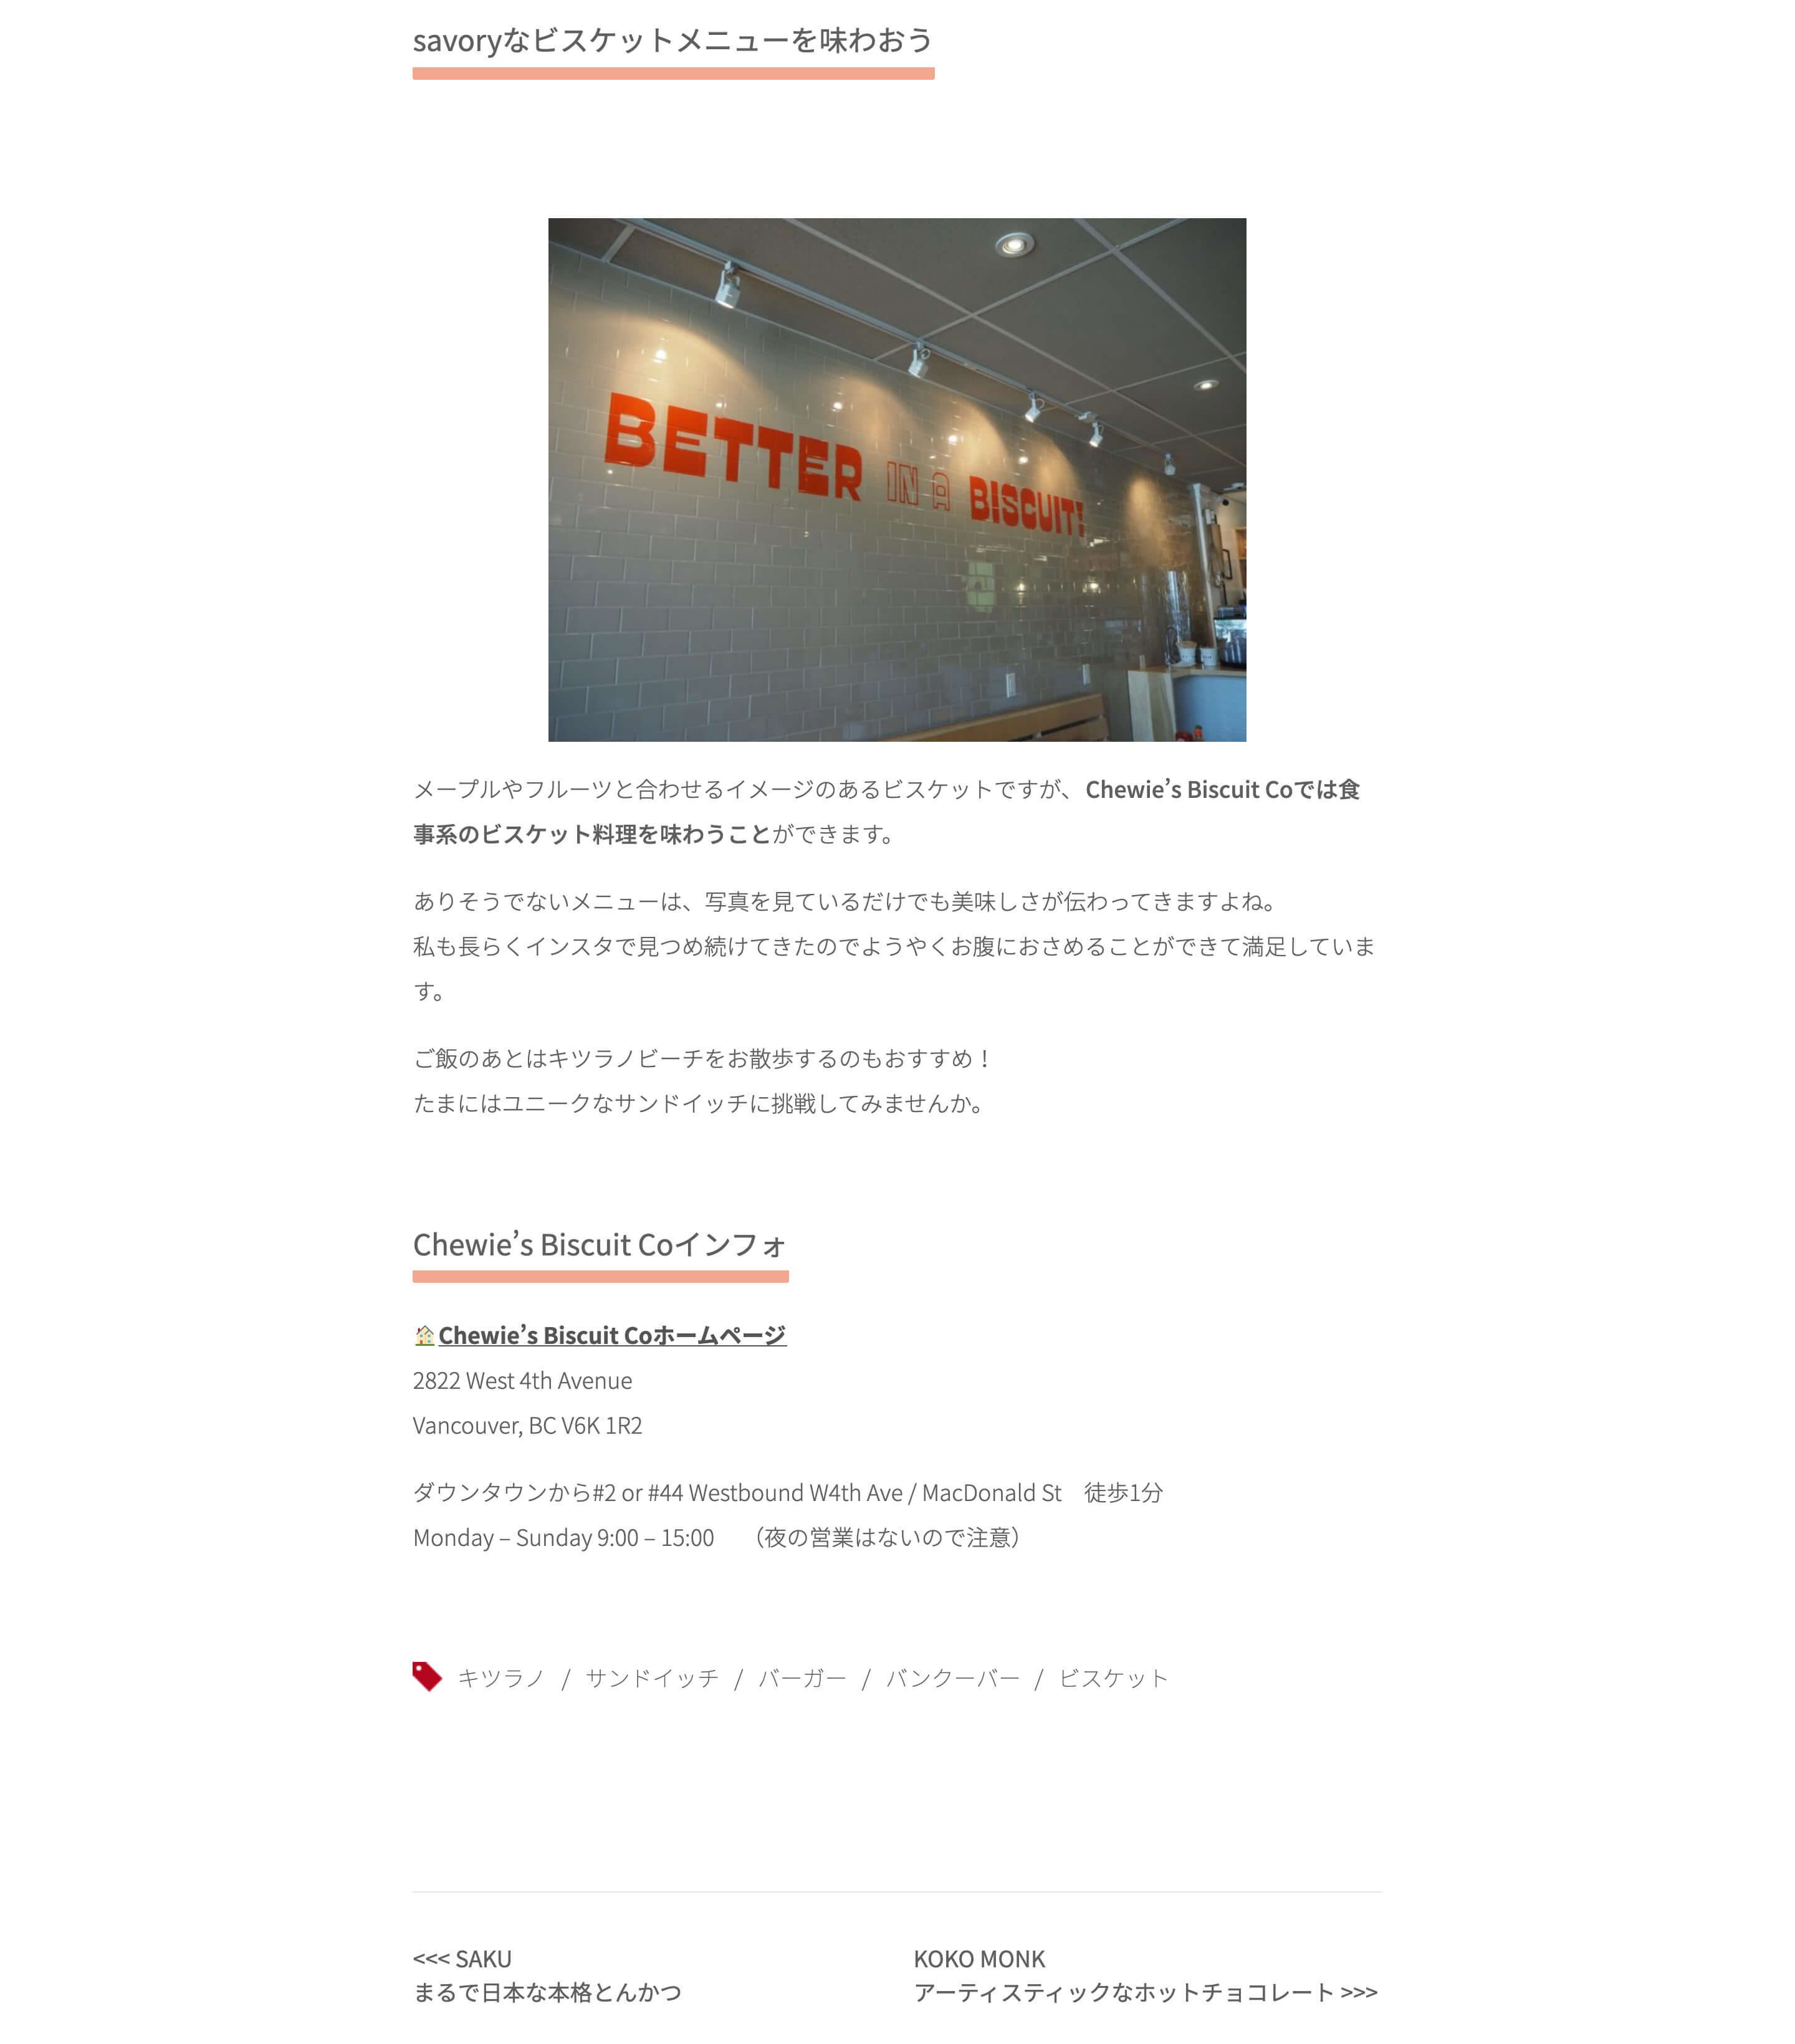 savoryなビスケットメニューを味わおう
BETTER IN A BISCUIT!
メープルやフルーツと合わせるイメージのあるビスケットですが、Chewie’s Biscuit Coでは食
事系のビスケット料理を味わうことができます。
ありそうでないメニューは、写真を見ているだけでも美味しさが伝わってきますよね。
私も長らくインスタで見つめ続けてきたのでようやくお腹におさめることができて満足していま
す。
ご飯のあとはキツラノビーチをお散歩するのもおすすめ！
たまにはユニークなサンドイッチに挑戦してみませんか。
Chewie’s Biscuit Coインフォ
Chewie’s Biscuit Coホームページ
2822 West 4th Avenue
Vancouver, BC V6K 1R2
ダウンタウンから#2 or #44 Westbound W4th Ave / MacDonald St　徒歩1分
Monday – Sunday 9:00 – 15:00　（夜の営業はないので注意）
キツラノ / サンドイッチ / バーガー / バンクーバー / ビスケット
<<< SAKU
まるで日本な本格とんかつ
KOKO MONK
アーティスティックなホットチョコレート >>>